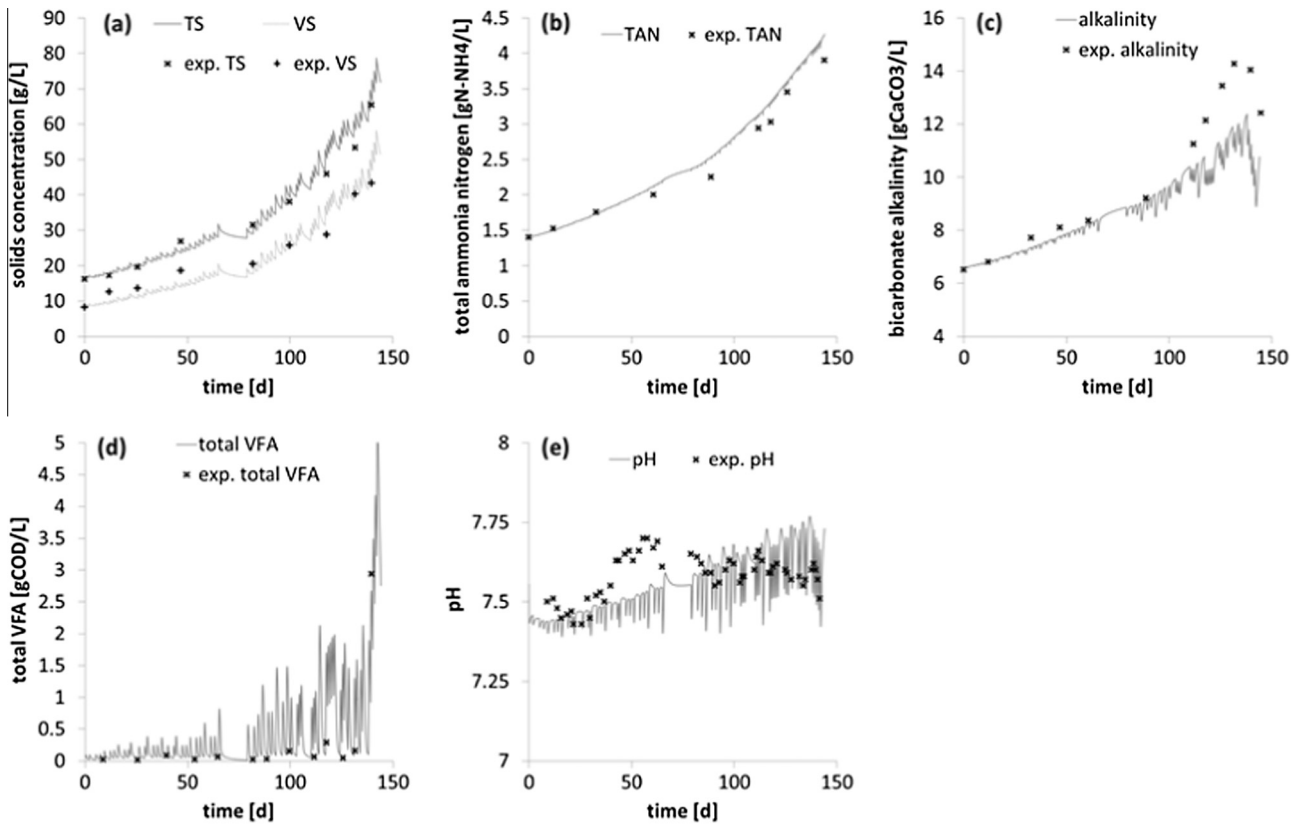 (a)
TS
VS
exp. TS
exp. VS
solids concentration [g/L]
90
80
70
60
50
40
30
20
10
0
0 50 100 150
time [d]
(b)
TAN
exp. TAN
total ammonia nitrogen [gN-NH4/L]
4.5
4
3.5
3
2.5
2
1.5
1
0.5
0
0 50 100 150
time [d]
(c)
alkalinity
exp. alkalinity
bicarbonate alkalinity [gCaCO3/L]
16
14
12
10
8
6
4
0 50 100 150
time [d]
(d)
total VFA
exp. total VFA
total VFA [gCOD/L]
5
4.5
4
3.5
3
2.5
2
1.5
1
0.5
0
0 50 100 150
time [d]
(e)
pH
exp. pH
pH
8
7.75
7.5
7.25
7
0 50 100 150
time [d]